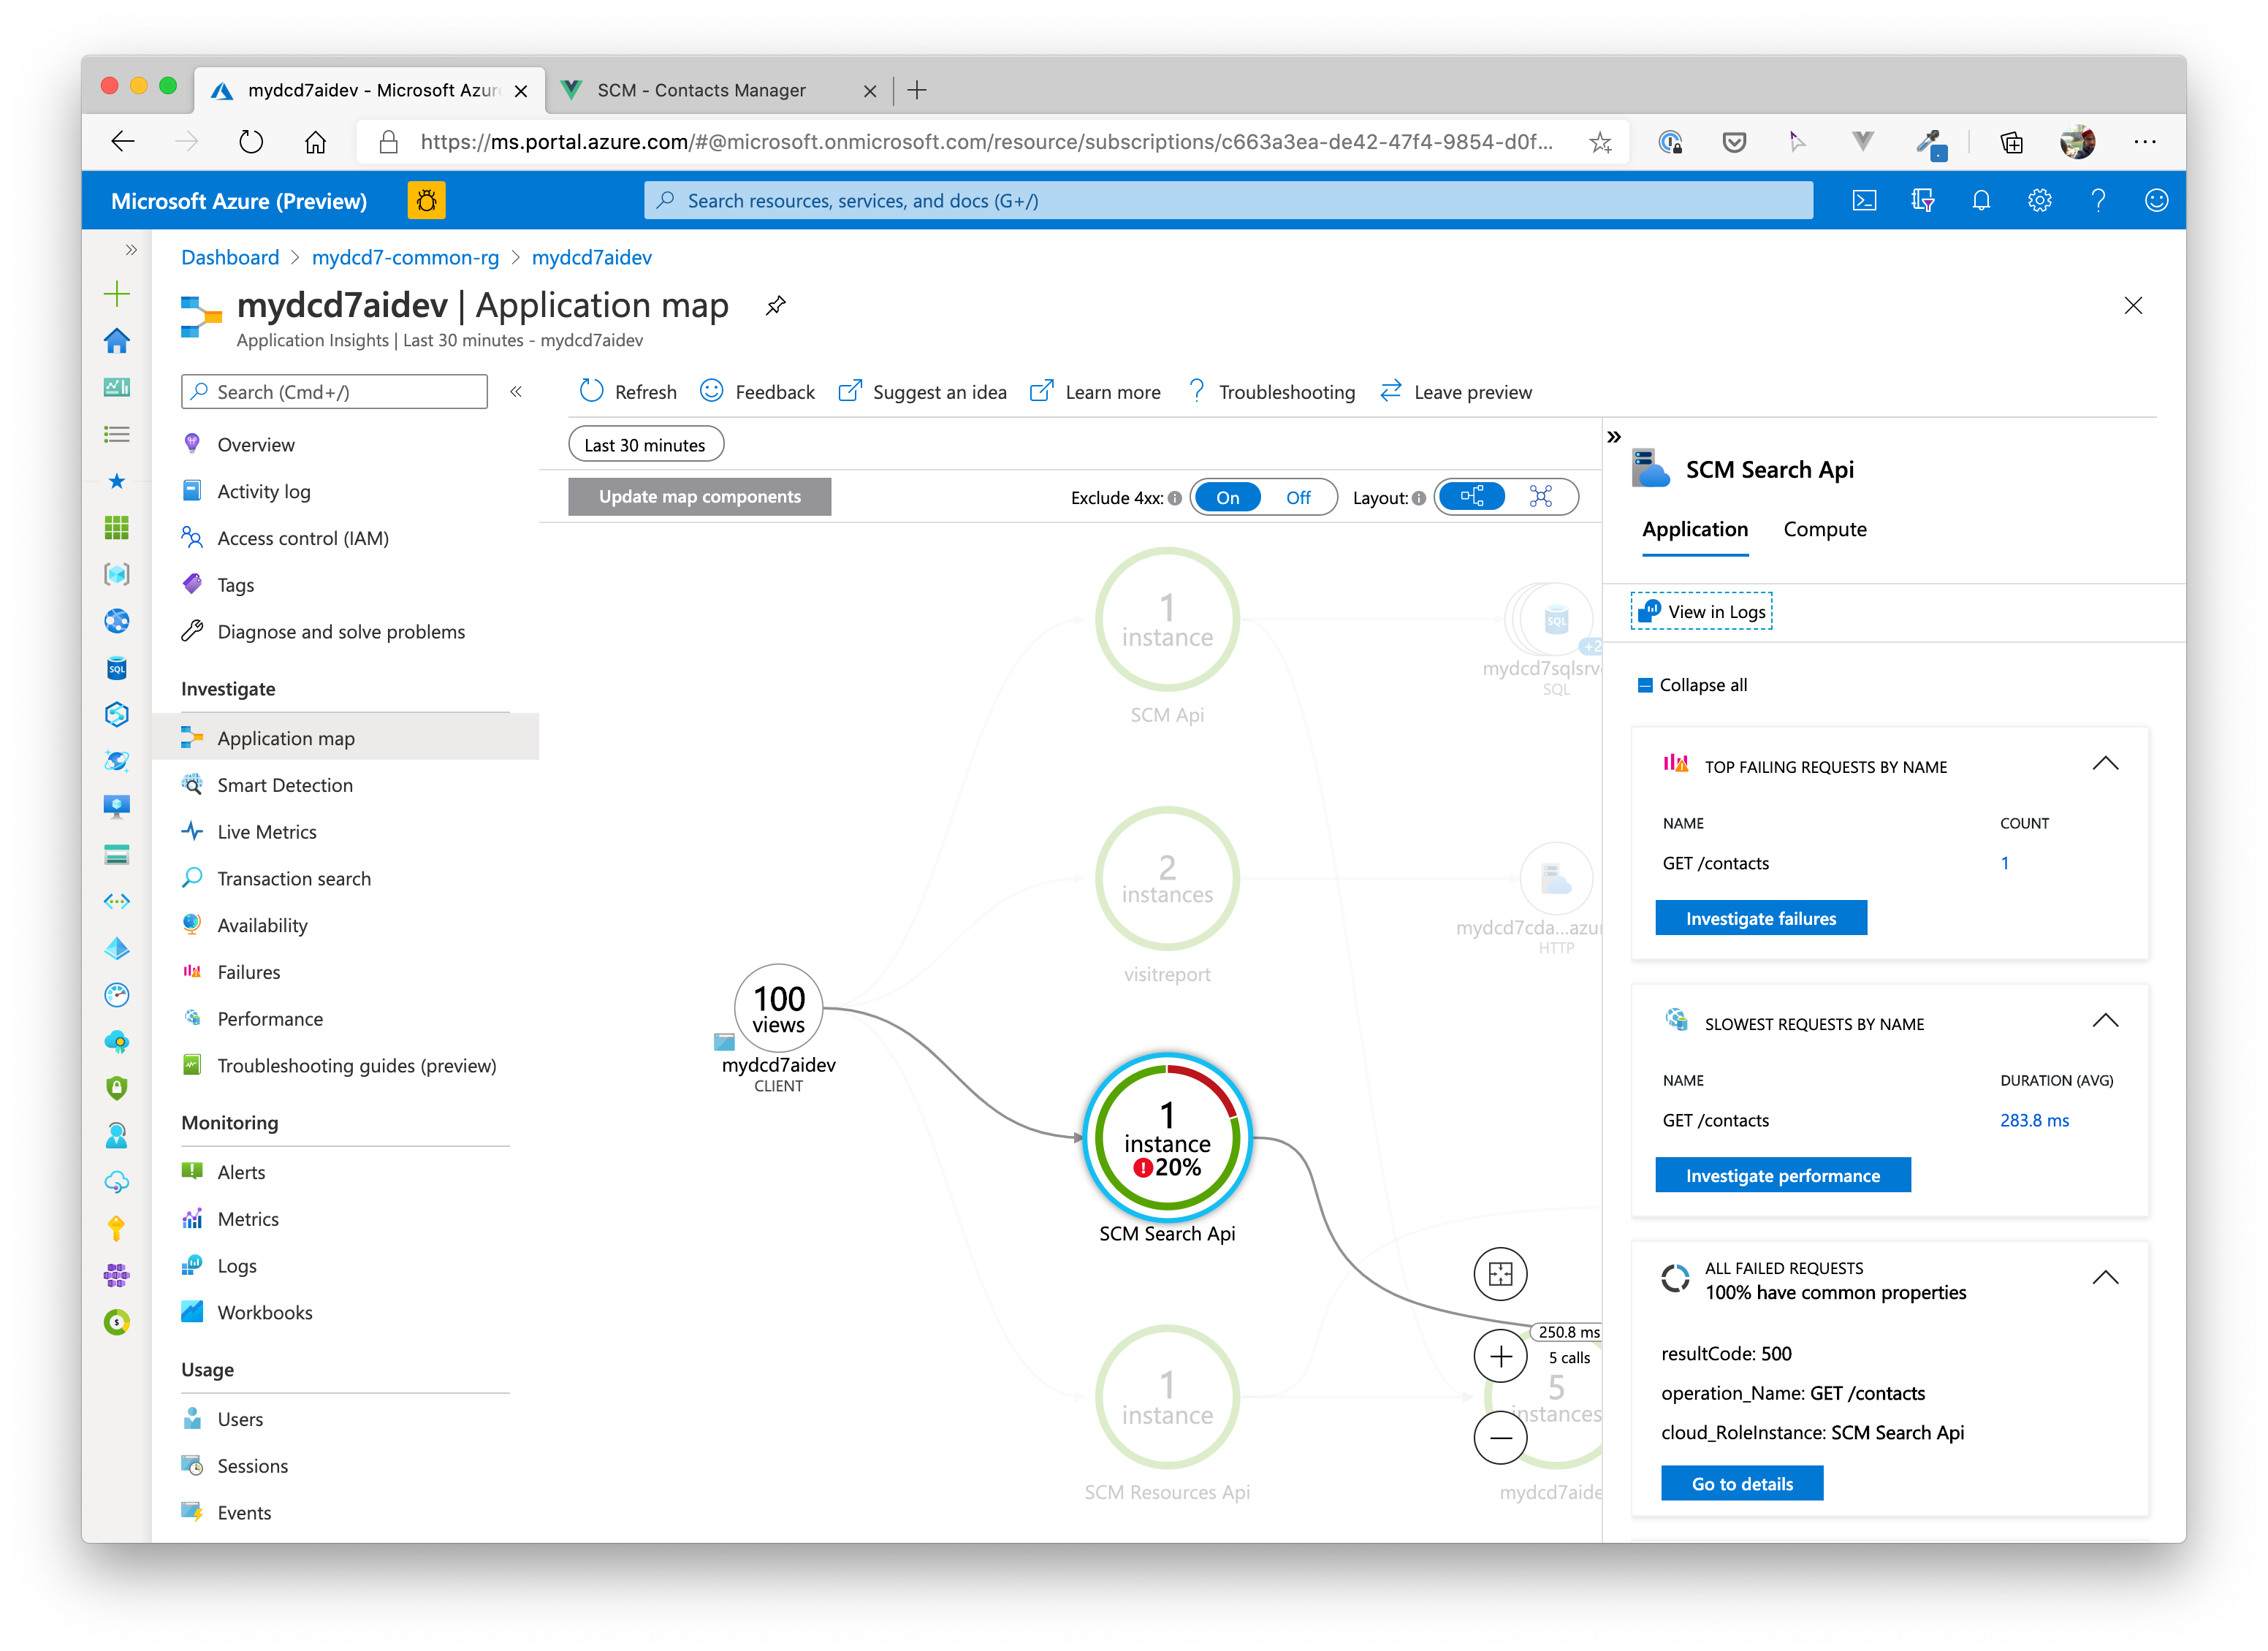 mydcd7aidev - Microsoft Azur
SCM - Contacts Manager
https://ms.portal.azure.com/#@microsoft.onmicrosoft.com/resource/subscriptions/c663a3ea-de42-47f4-9854-d0f...
Microsoft Azure (Preview)
Search resources, services, and docs (G+/)
Dashboard > mydcd7-common-rg > mydcd7aidev
mydcd7aidev | Application map
Application Insights | Last 30 minutes - mydcd7aidev
Search (Cmd+/)
Overview
Activity log
Access control (IAM)
Tags
Diagnose and solve problems
Investigate
Application map
Smart Detection
Live Metrics
Transaction search
Availability
Failures
Performance
Troubleshooting guides (preview)
Monitoring
Alerts
Metrics
Logs
Workbooks
Usage
Users
Sessions
Events
Refresh
Feedback
Suggest an idea
Learn more
Troubleshooting
Leave preview
Last 30 minutes
Update map components
Exclude 4xx:
On
Off
Layout:
1
instance
SCM Api
SQL
+2
mydcd7sqlsrv
SQL
2
instances
visitreport
mydcd7cda...azu
HTTP
100
views
mydcd7aidev
CLIENT
1
instance
20%
SCM Search Api
1
instance
SCM Resources Api
250.8 ms
5 calls
5
instances
mydcd7aide
SCM Search Api
Application
Compute
View in Logs
Collapse all
TOP FAILING REQUESTS BY NAME
NAME COUNT
GET /contacts 1
Investigate failures
SLOWEST REQUESTS BY NAME
NAME DURATION (AVG)
GET /contacts 283.8 ms
Investigate performance
ALL FAILED REQUESTS
100% have common properties
resultCode: 500
operation_Name: GET /contacts
cloud_RoleInstance: SCM Search Api
Go to details